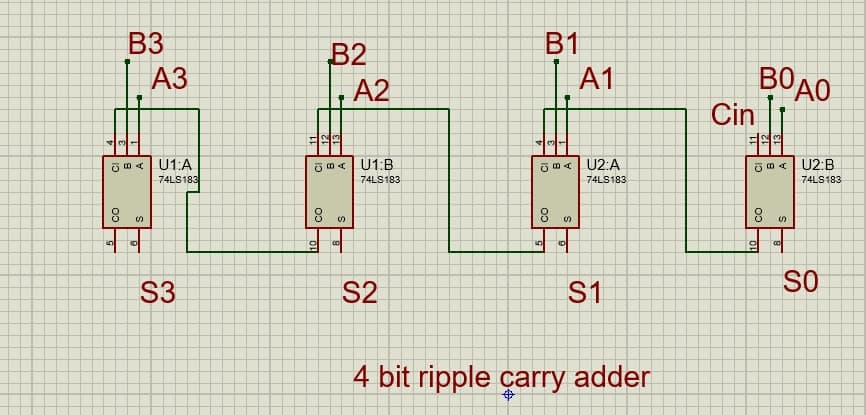 B3
A3
B2
A2
B1
A1
B0
A0
Cin
4
3
1
11
12
13
4
3
1
11
12
13
CI
B
A
U1:A
74LS183
CI
B
A
U1:B
74LS183
CI
B
A
U2:A
74LS183
CI
B
A
U2:B
74LS183
CO
S
CO
S
CO
S
CO
S
5
6
10
8
5
6
10
8
S3
S2
S1
S0
4 bit ripple carry adder